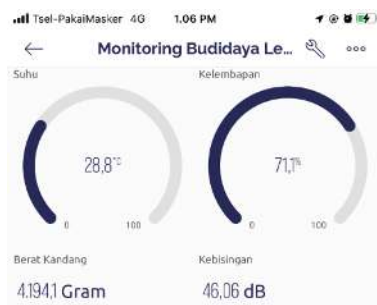 Tsel-PakaiMasker 4G 1.06 PM
Monitoring Budidaya Le...
Suhu Kelembapan
28,8°C 71,1%
0 100 0 100
Berat Kandang Kebisingan
4.194,1 Gram 46,06 dB